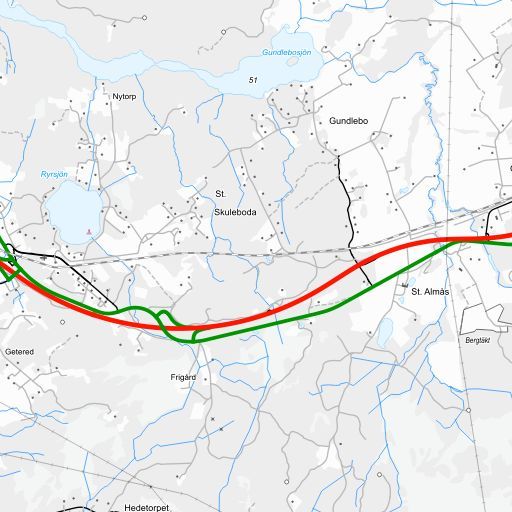 Gundlebosjön
51
Nytorp
Gundlebo
Ryrsjön
St.
Skuleboda
St. Almås
Bergtäkt
Getered
Frigård
Hedetorpet